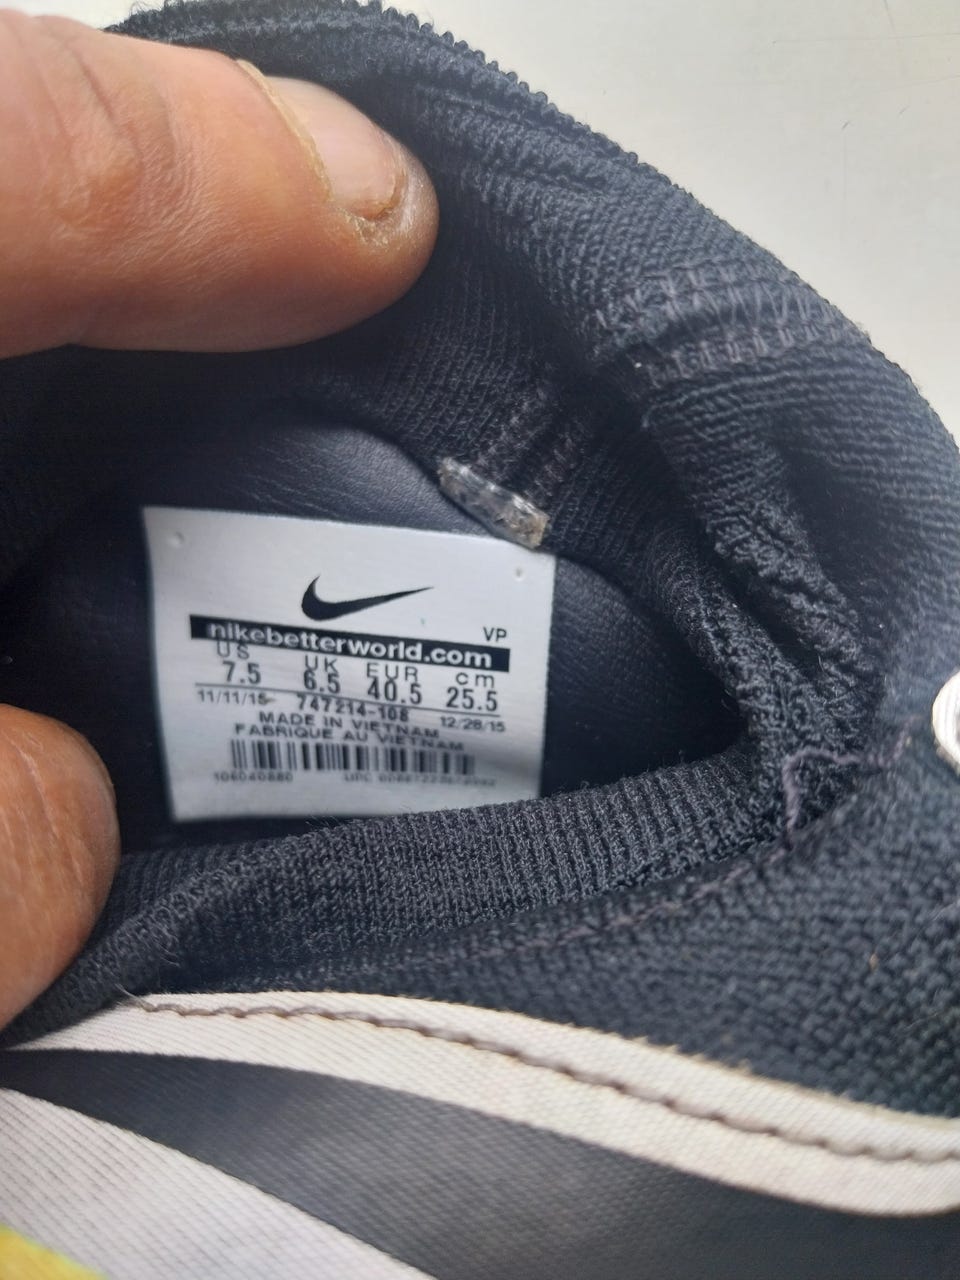 VP
nikebetterworld.com
US UK EUR cm
7.5 6.5 40.5 25.5
11/11/15 747214-108 12/28/15
MADE IN VIETNAM
FABRIQUE AU VIETNAM
UPC